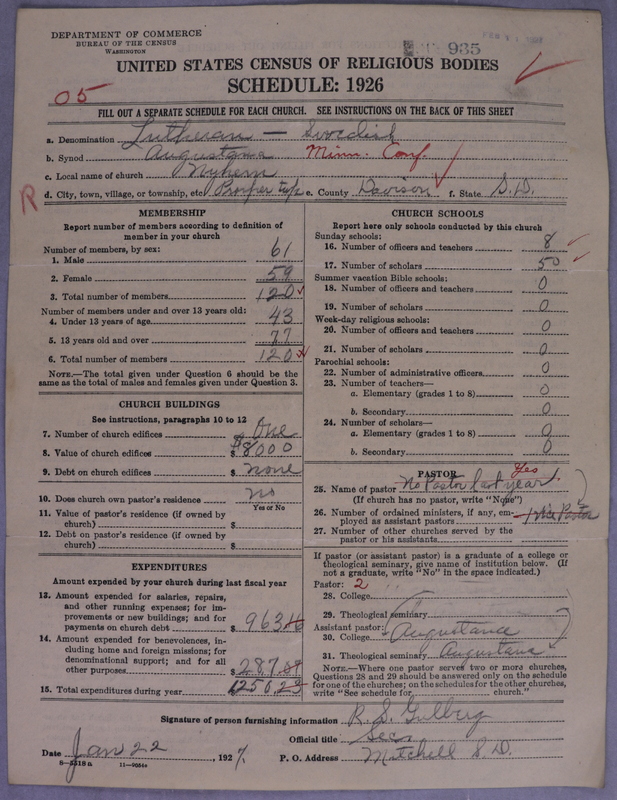 DEPARTMENT OF COMMERCE
BUREAU OF THE CENSUS
WASHINGTON
935
UNITED STATES CENSUS OF RELIGIOUS BODIES
SCHEDULE: 1926
05
FILL OUT A SEPARATE SCHEDULE FOR EACH CHURCH. SEE INSTRUCTIONS ON THE BACK OF THIS SHEET
a. Denomination Lutheran — Swedish
b. Synod Augustana Minn. Conf.
c. Local name of church Nyhem
R d. City, town, village, or township, etc Prosper twp e. County Davison f. State S.D.
MEMBERSHIP
Report number of members according to definition of
member in your church
Number of members, by sex:
1. Male 61
2. Female 59
3. Total number of members 120
Number of members under and over 13 years old:
4. Under 13 years of age 43
5. 13 years old and over 77
6. Total number of members 120
NOTE.—The total given under Question 6 should be the
same as the total of males and females given under Question 3.
CHURCH BUILDINGS
See instructions, paragraphs 10 to 12
7. Number of church edifices One
8. Value of church edifices $8000
9. Debt on church edifices none
10. Does church own pastor's residence no
Yes or No
11. Value of pastor's residence (if owned by
church) $
12. Debt on pastor's residence (if owned by
church) $
EXPENDITURES
Amount expended by your church during last fiscal year
13. Amount expended for salaries, repairs,
and other running expenses; for im-
provements or new buildings; and for
payments on church debt $ 963
14. Amount expended for benevolences,
including home and foreign missions; for
denominational support; and for all
other purposes $ 287.
15. Total expenditures during year
CHURCH SCHOOLS
Report here only schools conducted by this church
Sunday schools:
16. Number of officers and teachers 8
17. Number of scholars 50
Summer vacation Bible schools:
18. Number of officers and teachers 0
19. Number of scholars 0
Week-day religious schools:
20. Number of officers and teachers 0
21. Number of scholars 0
Parochial schools:
22. Number of administrative officers 0
23. Number of teachers—
a. Elementary (grades 1 to 8) 0
b. Secondary 0
24. Number of scholars—
a. Elementary (grades 1 to 8) 0
b. Secondary 0
PASTOR Yes
25. Name of pastor No Pastor last year
(If church has no pastor, write "None")
26. Number of ordained ministers, if any, em-
ployed as assistant pastors Vice Pastor
27. Number of other churches served by the
pastor or his assistants
If pastor (or assistant pastor) is a graduate of a college or
theological seminary, give name of institution below. (If
not a graduate, write "No" in the space indicated.)
Pastor: 2
28. College
29. Theological seminary
Assistant pastor:
30. College Augustana
31. Theological seminary Augustana
NOTE.—Where one pastor serves two or more churches,
Questions 28 and 29 should be answered only on the schedule
for one of the churches; on the schedules for the other churches,
write "See schedule for church."
Signature of person furnishing information R. S. Gulberg
Official title Sec
Date Jan 22, 1927. P. O. Address Mitchell S D.
11—9654